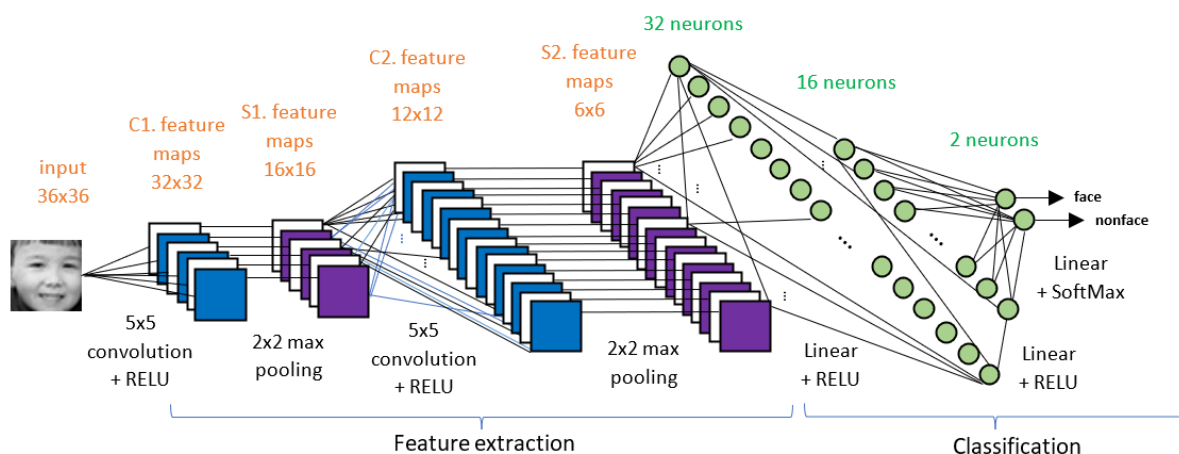 32 neurons
C2. feature
maps
12x12
S2. feature
maps
6x6
16 neurons
C1. feature
maps
32x32
S1. feature
maps
16x16
2 neurons
input
36x36
face
nonface
Linear
+ SoftMax
5x5
convolution
+ RELU
2x2 max
pooling
5x5
convolution
+ RELU
2x2 max
pooling
Linear
+ RELU
Linear
+ RELU
Feature extraction
Classification